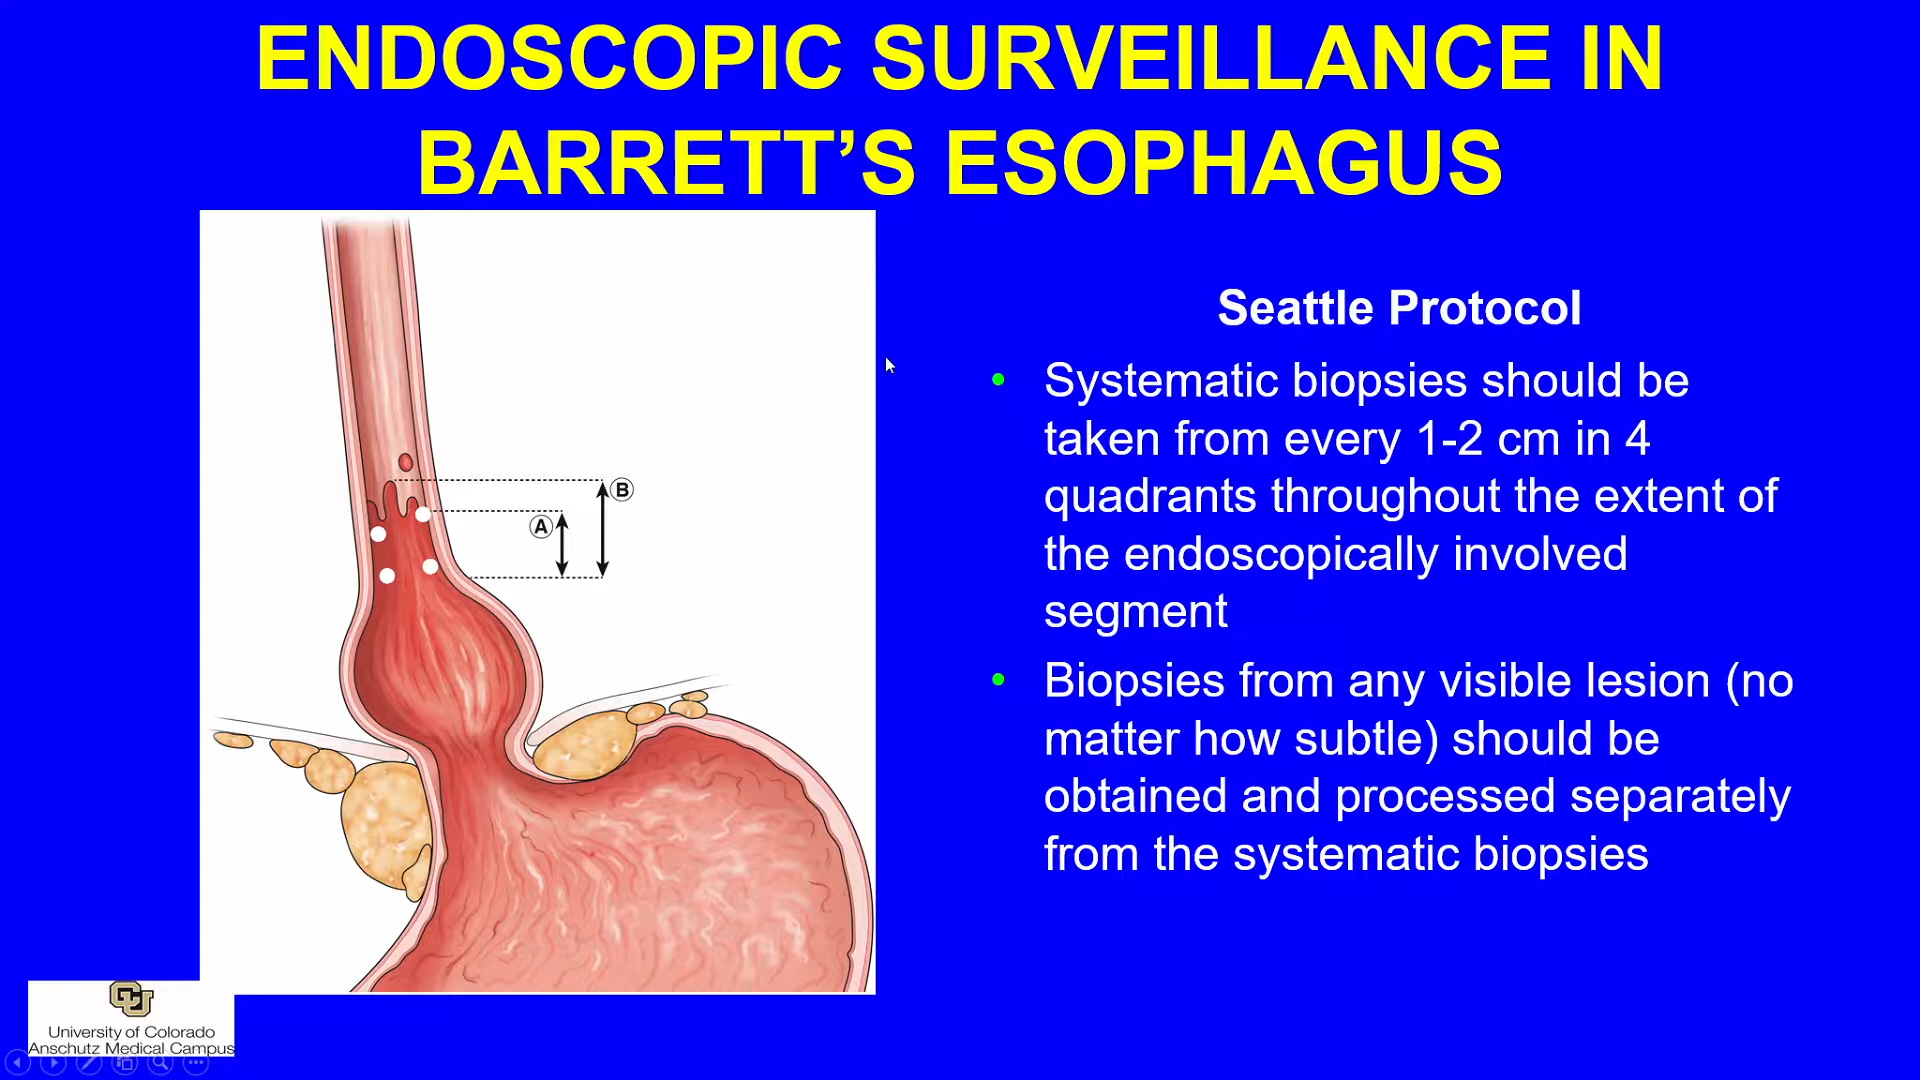 ENDOSCOPIC SURVEILLANCE IN
BARRETT’S ESOPHAGUS
B
A
Seattle Protocol
• Systematic biopsies should be
taken from every 1-2 cm in 4
quadrants throughout the extent of
the endoscopically involved
segment
• Biopsies from any visible lesion (no
matter how subtle) should be
obtained and processed separately
from the systematic biopsies
CU
University of Colorado
Anschutz Medical Campus